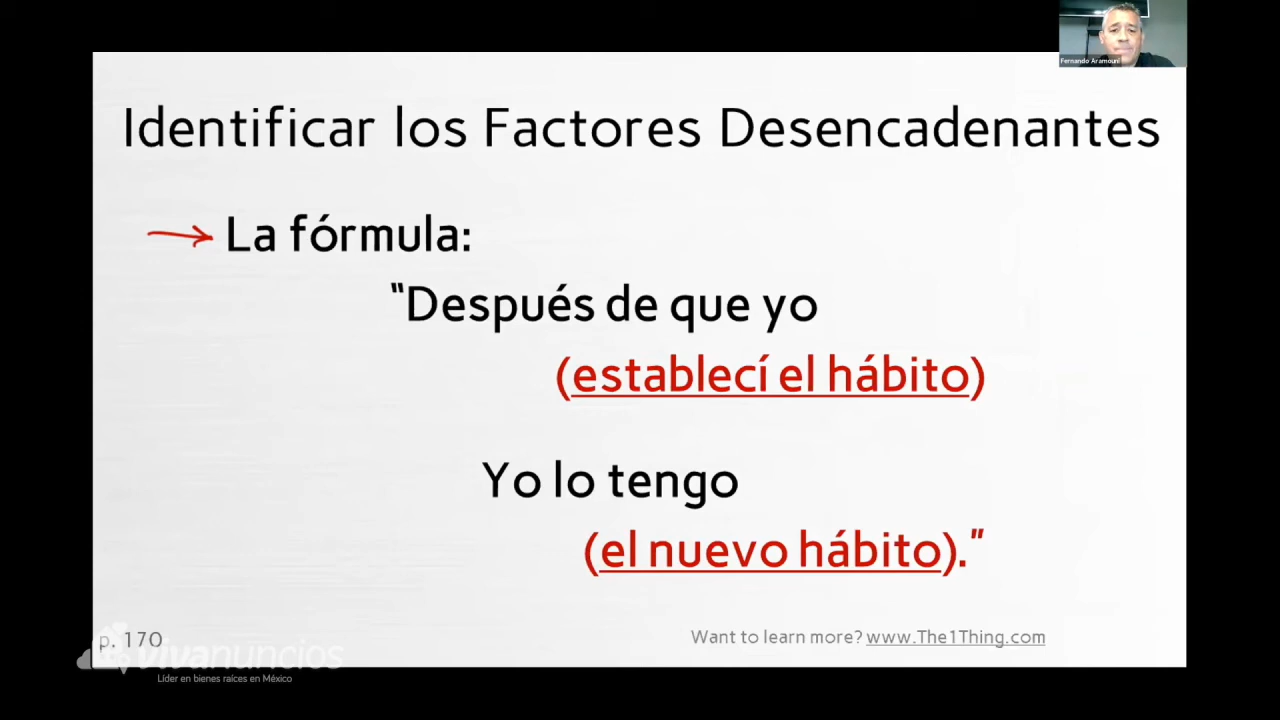 Fernando Aramouni
Identificar los Factores Desencadenantes
La fórmula:
"Después de que yo
(establecí el hábito)
Yo lo tengo
(el nuevo hábito)."
p. 170
Want to learn more? www.The1Thing.com
vivanuncios
Líder en bienes raíces en México